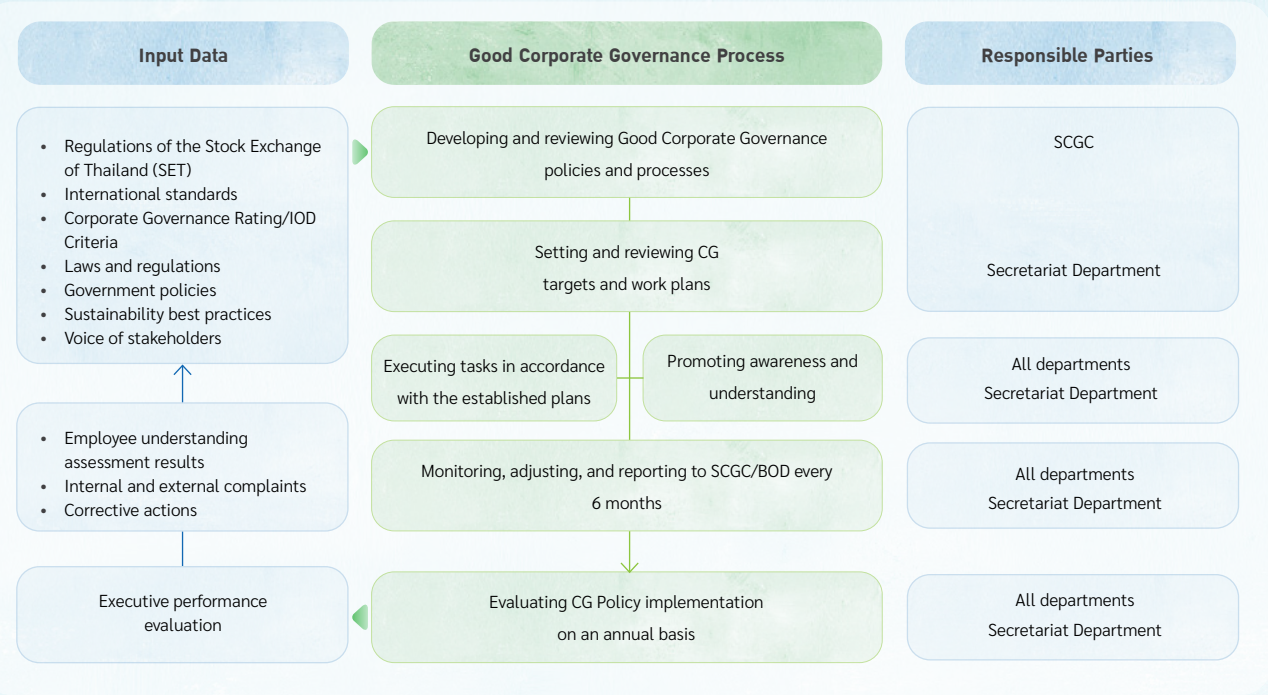 Input Data
Good Corporate Governance Process
Responsible Parties
• Regulations of the Stock Exchange
of Thailand (SET)
• International standards
• Corporate Governance Rating/IOD
Criteria
• Laws and regulations
• Government policies
• Sustainability best practices
• Voice of stakeholders
Developing and reviewing Good Corporate Governance
policies and processes
SCGC
Setting and reviewing CG
targets and work plans
Secretariat Department
Executing tasks in accordance
with the established plans
Promoting awareness and
understanding
All departments
Secretariat Department
• Employee understanding
assessment results
• Internal and external complaints
• Corrective actions
Monitoring, adjusting, and reporting to SCGC/BOD every
6 months
All departments
Secretariat Department
Executive performance
evaluation
Evaluating CG Policy implementation
on an annual basis
All departments
Secretariat Department